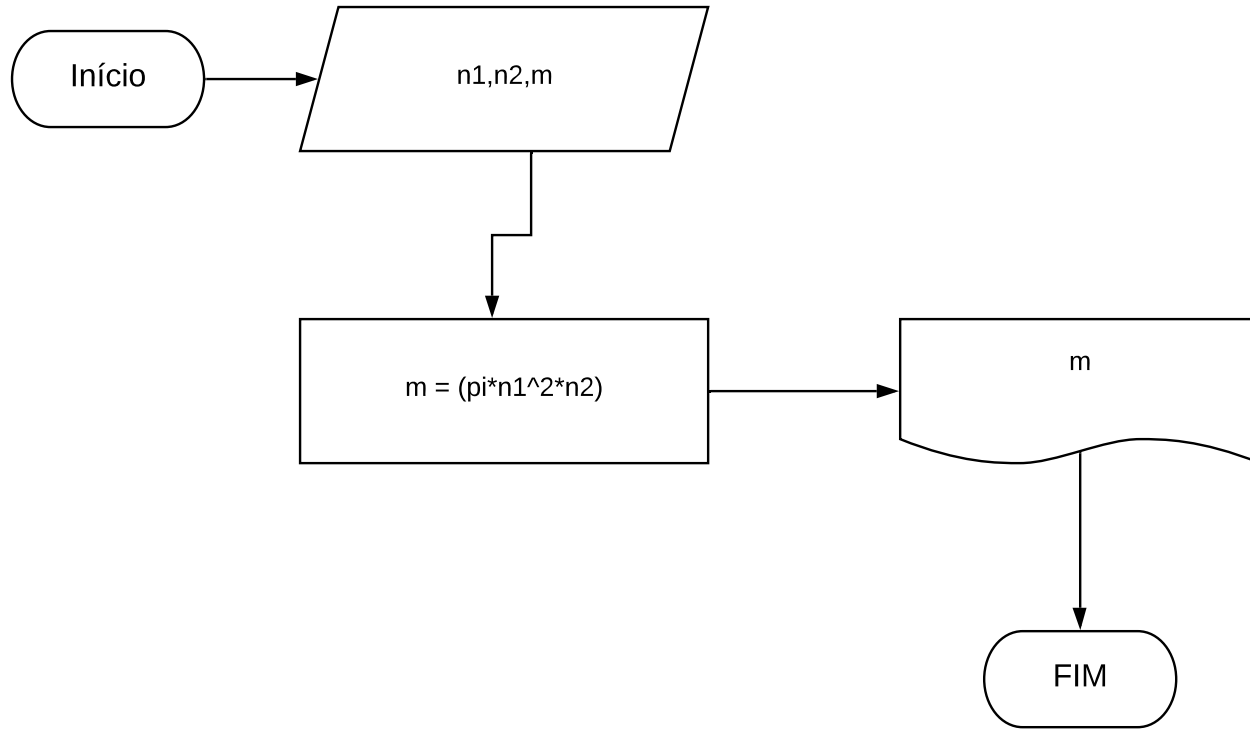 Início
n1,n2,m
m = (pi*n1^2*n2)
m
FIM